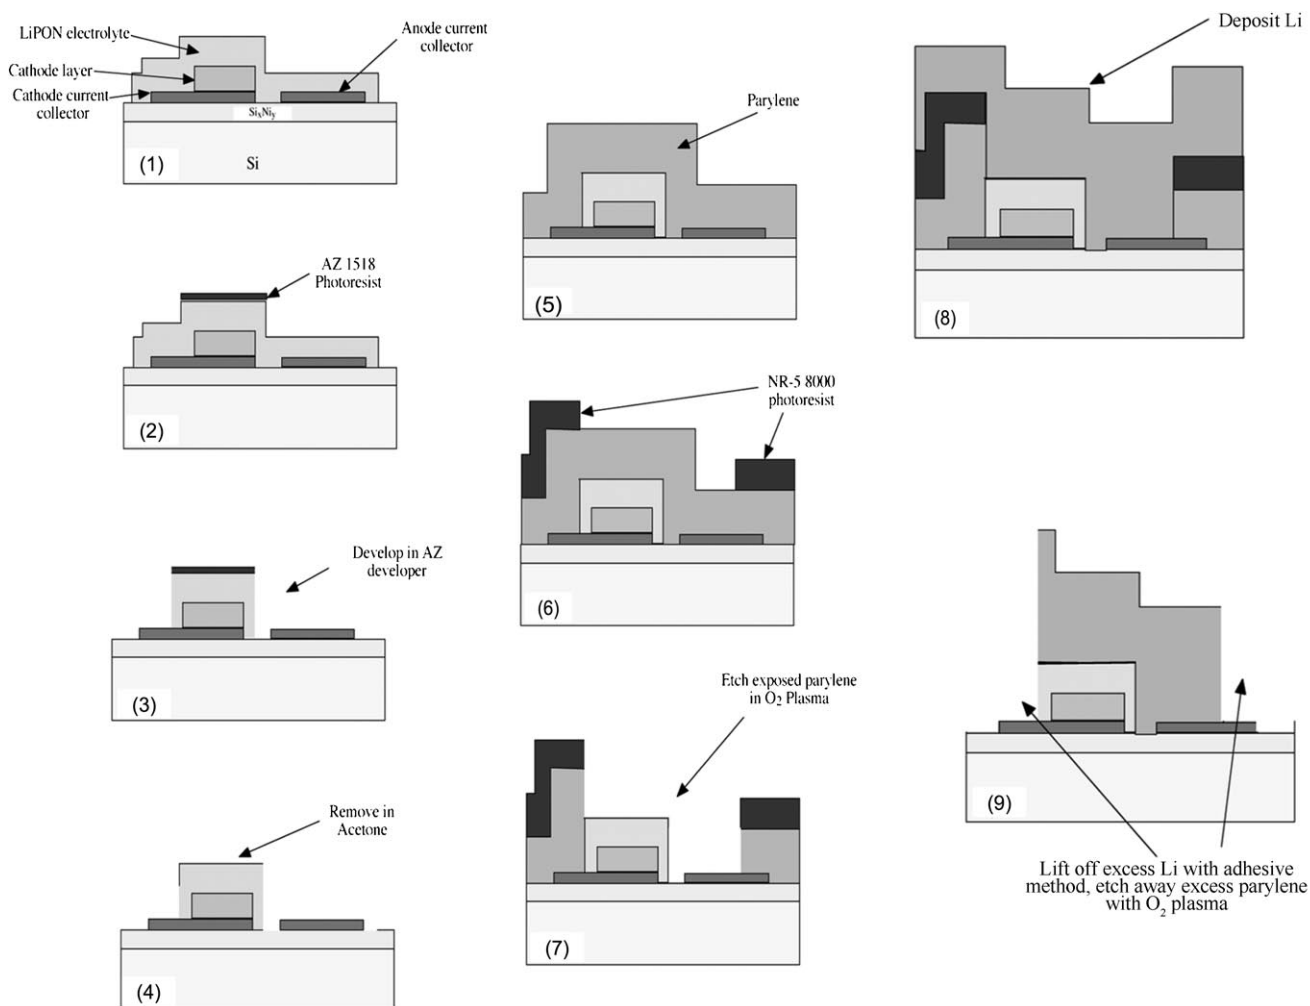 LiPON electrolyte
Anode current
collector
Cathode layer
Cathode current
collector
SixNiy
Si
(1)
AZ 1518
Photoresist
(2)
Develop in AZ
developer
(3)
Remove in
Acetone
(4)
Parylene
(5)
NR-5 8000
photoresist
(6)
Etch exposed parylene
in O2 Plasma
(7)
Deposit Li
(8)
(9)
Lift off excess Li with adhesive
method, etch away excess parylene
with O2 plasma